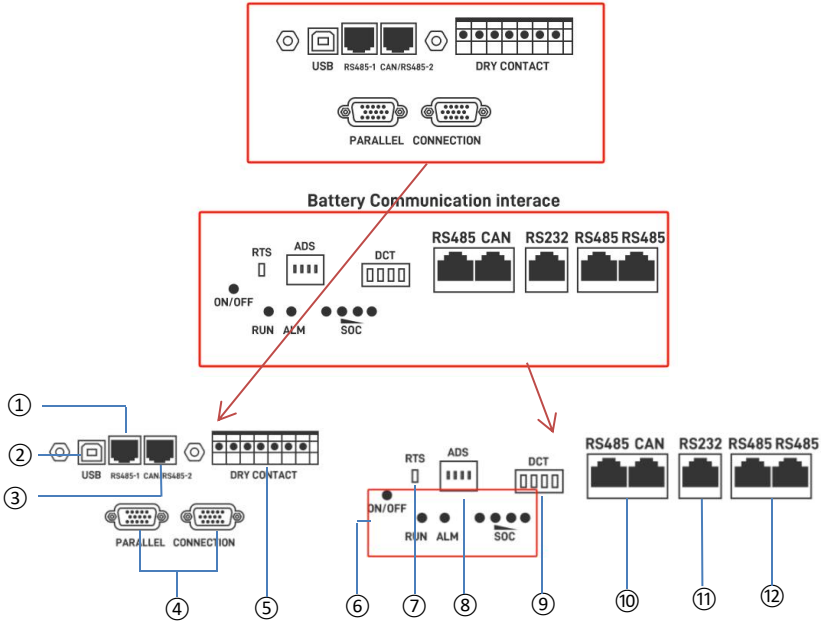 USB RS485-1 CAN/RS485-2 DRY CONTACT
PARALLEL CONNECTION
Battery Communication interace
RS485 CAN RS232 RS485 RS485
RTS ADS DCT
ON/OFF
RUN ALM SOC
①
②
③
USB RS485-1 CAN/RS485-2 DRY CONTACT
PARALLEL CONNECTION
④ ⑤
RTS ADS DCT
ON/OFF
RUN ALM SOC
RS485 CAN RS232 RS485 RS485
⑥ ⑦ ⑧ ⑨ ⑩ ⑪ ⑫